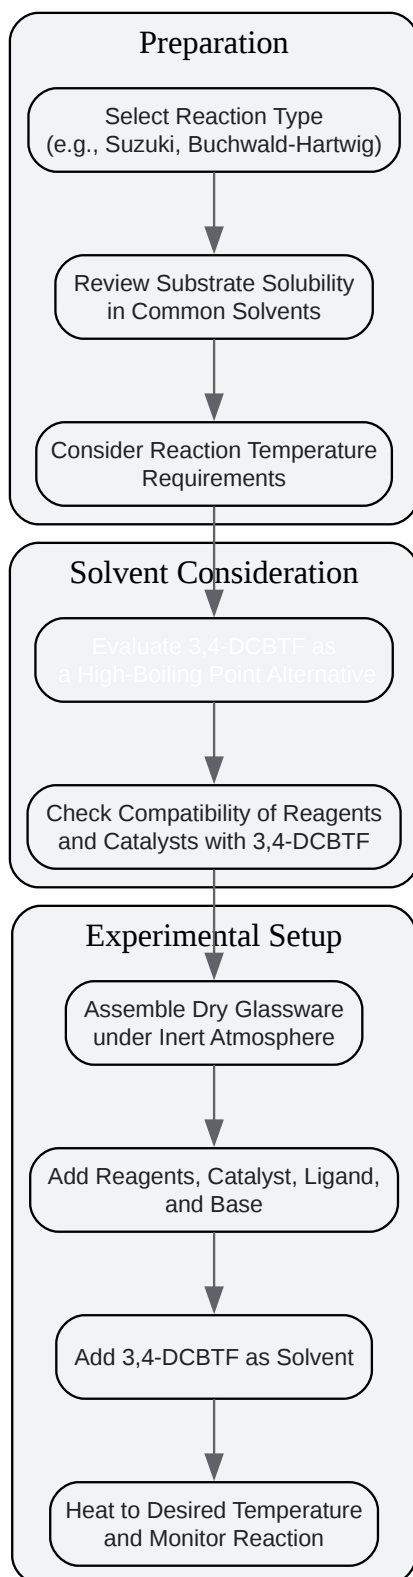 Preparation
Select Reaction Type
(e.g., Suzuki, Buchwald-Hartwig)
Review Substrate Solubility
in Common Solvents
Consider Reaction Temperature
Requirements
Solvent Consideration
Evaluate 3,4-DCBTF as
a High-Boiling Point Alternative
Check Compatibility of Reagents
and Catalysts with 3,4-DCBTF
Experimental Setup
Assemble Dry Glassware
under Inert Atmosphere
Add Reagents, Catalyst, Ligand,
and Base
Add 3,4-DCBTF as Solvent
Heat to Desired Temperature
and Monitor Reaction